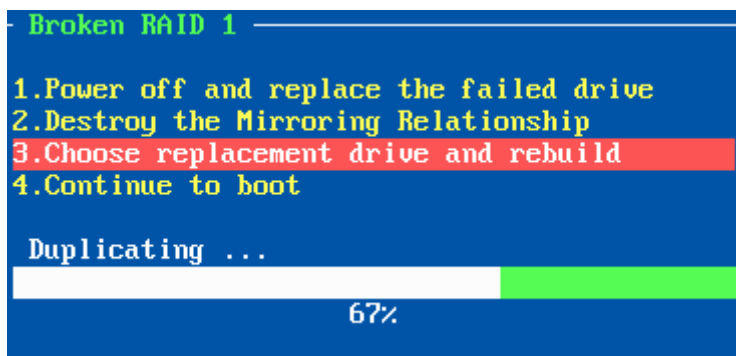 Broken RAID 1
1.Power off and replace the failed drive
2.Destroy the Mirroring Relationship
3.Choose replacement drive and rebuild
4.Continue to boot
Duplicating ...
67%